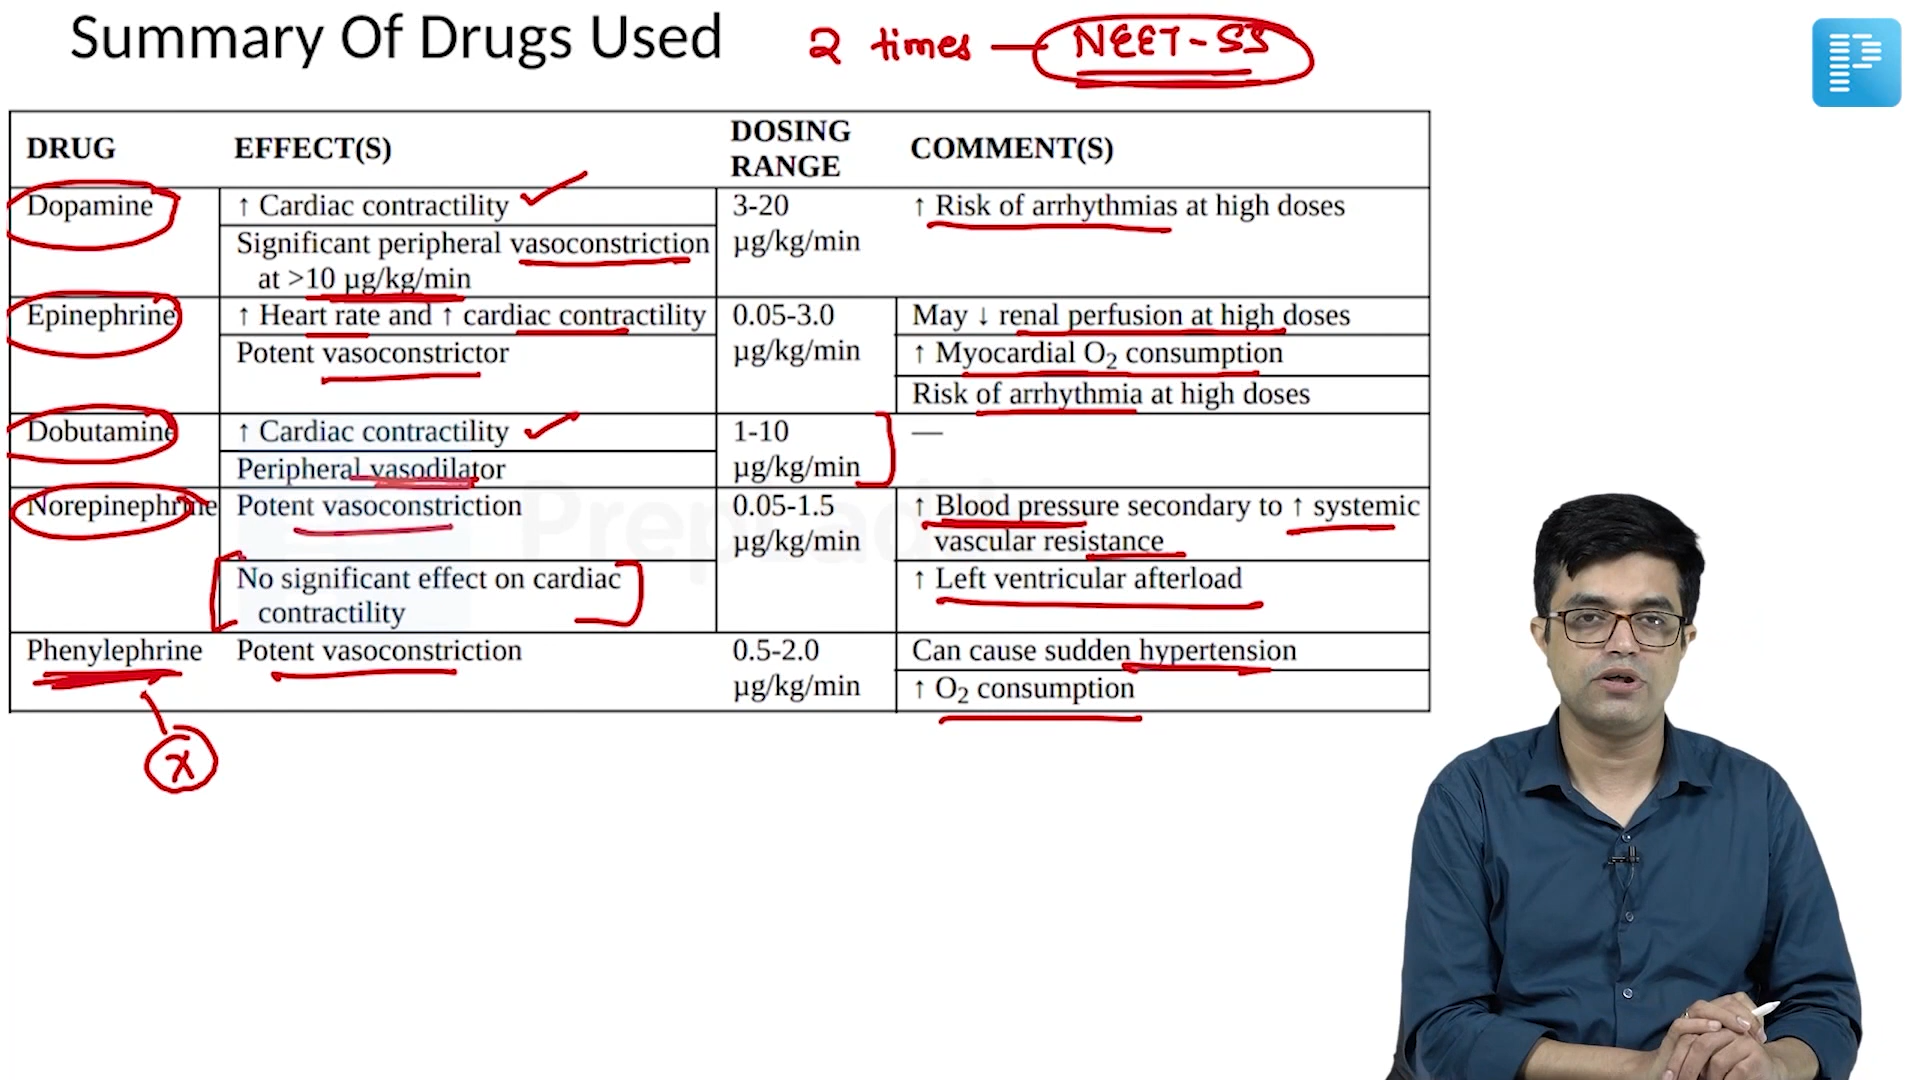 Summary Of Drugs Used
2 times — NEET-SS
DRUG EFFECT(S) DOSING RANGE COMMENT(S)
Dopamine ↑ Cardiac contractility 3-20 µg/kg/min ↑ Risk of arrhythmias at high doses
Significant peripheral vasoconstriction
at >10 µg/kg/min
Epinephrine ↑ Heart rate and ↑ cardiac contractility 0.05-3.0 µg/kg/min May ↓ renal perfusion at high doses
Potent vasoconstrictor ↑ Myocardial O₂ consumption
Risk of arrhythmia at high doses
Dobutamine ↑ Cardiac contractility 1-10 µg/kg/min —
Peripheral vasodilator
Norepinephrine Potent vasoconstriction 0.05-1.5 µg/kg/min ↑ Blood pressure secondary to ↑ systemic
vascular resistance
No significant effect on cardiac ↑ Left ventricular afterload
contractility
Phenylephrine Potent vasoconstriction 0.5-2.0 µg/kg/min Can cause sudden hypertension
↑ O₂ consumption
x